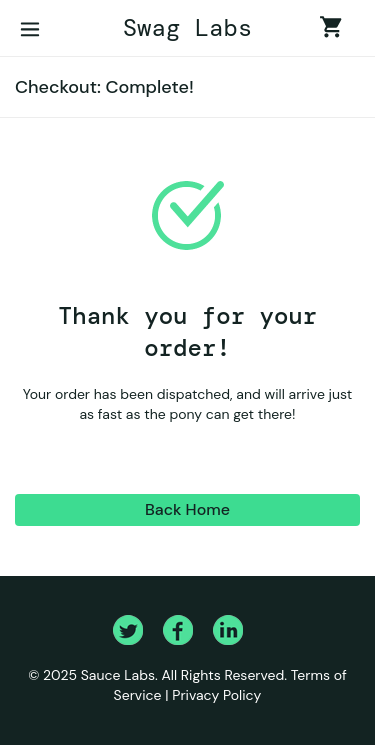 Swag Labs
Checkout: Complete!
Thank you for your
order!
Your order has been dispatched, and will arrive just
as fast as the pony can get there!
Back Home
© 2025 Sauce Labs. All Rights Reserved. Terms of
Service | Privacy Policy